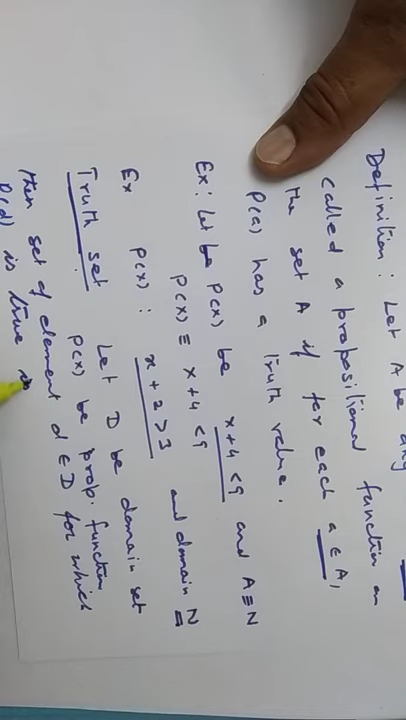 Definition: Let A be any
called a propositional function on
the set A if for each a ∈ A,
P(a) has a truth value.
Ex: Let P(x) be x+4 <9 and A=N
P(x) ≡ x+4 <9 and domain N
Ex P(x): x+2>3
Truth set Let D be domain set
P(x) be prop. function
then set of element d ∈ D for which
P(d) is true